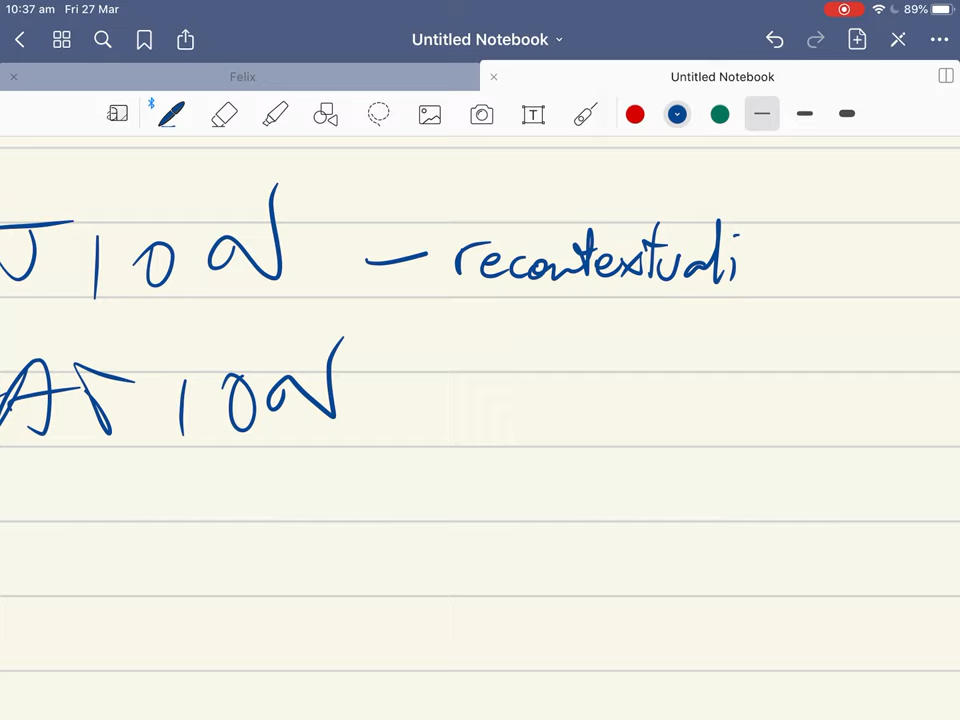 10:37 am Fri 27 Mar 89%
Untitled Notebook
Felix Untitled Notebook
TION – recontextuali
ATION